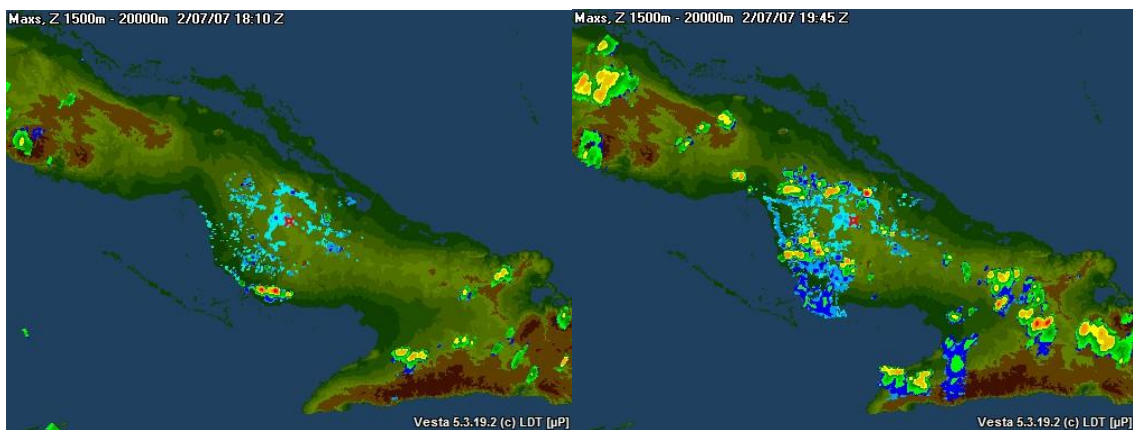 Maxs, Z 1500m - 20000m 2/07/07 18:10 Z
Maxs, Z 1500m - 20000m 2/07/07 19:45 Z
Vesta 5.3.19.2 (c) LDT [µP]
Vesta 5.3.19.2 (c) LDT [µP]